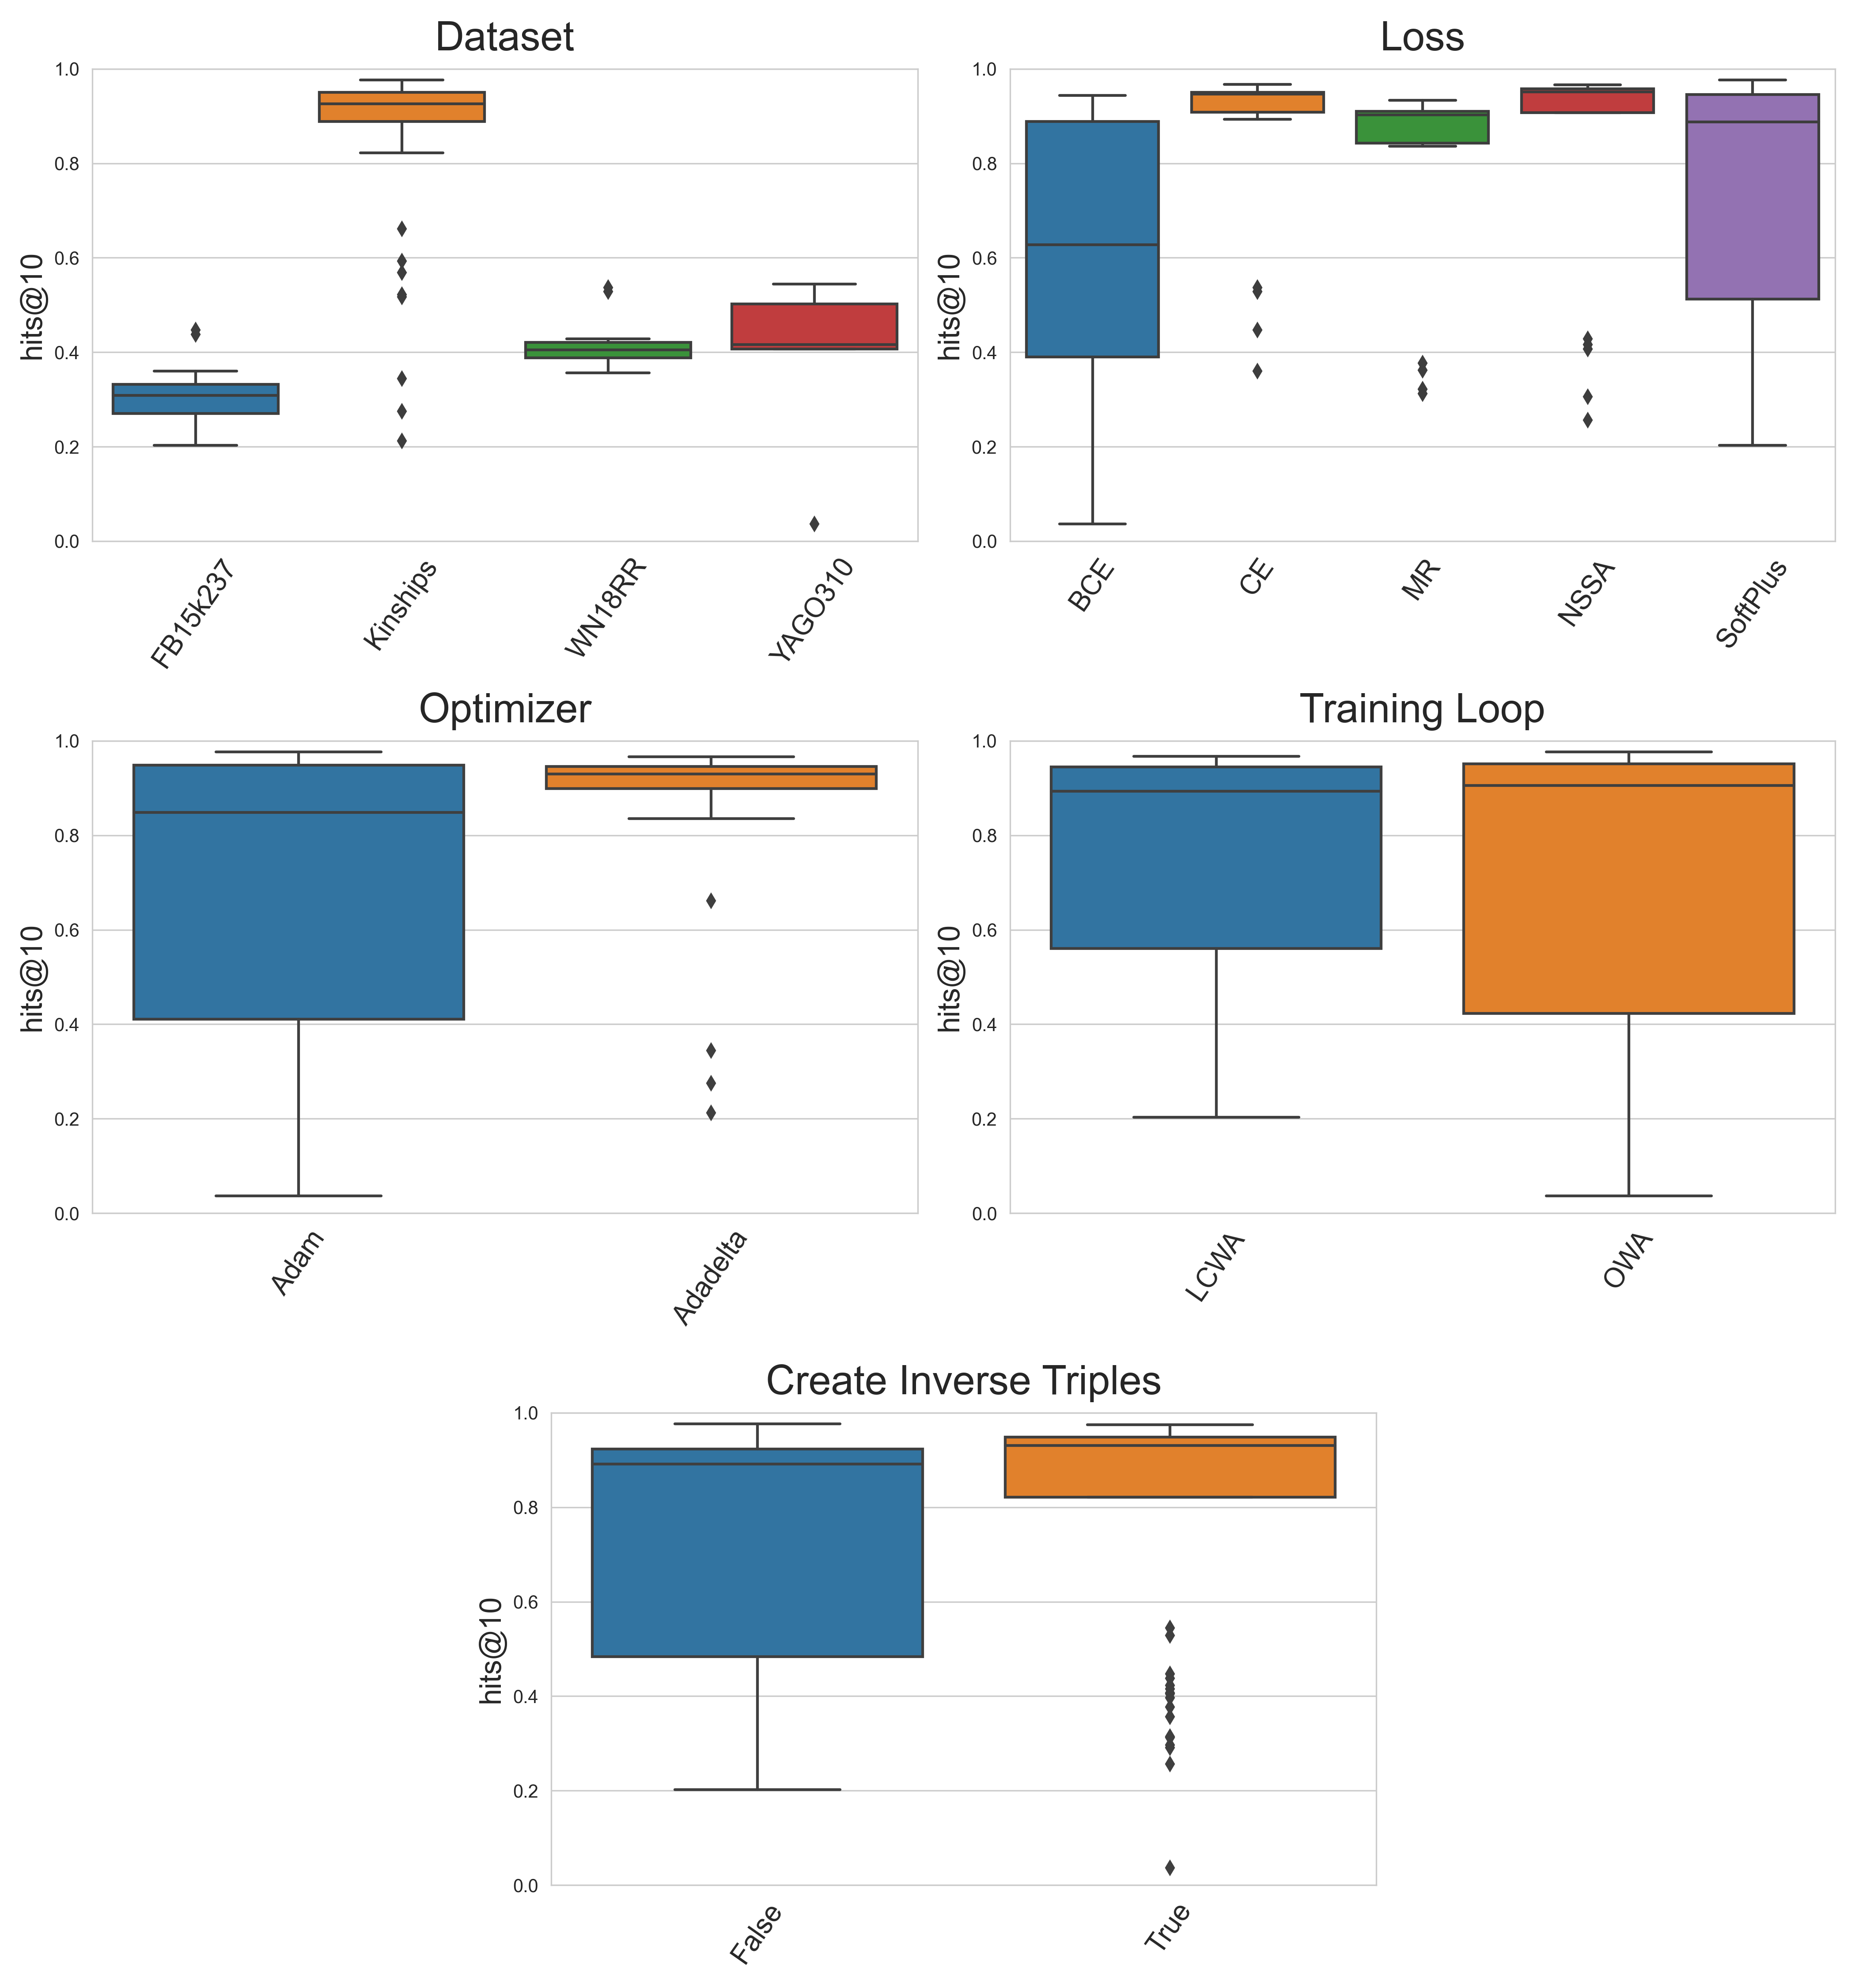 Dataset
hits@10
1.0
0.8
0.6
0.4
0.2
0.0
FB15k237
Kinships
WN18RR
YAGO310
Loss
hits@10
1.0
0.8
0.6
0.4
0.2
0.0
BCE
CE
MR
NSSA
SoftPlus
Optimizer
hits@10
1.0
0.8
0.6
0.4
0.2
0.0
Adam
Adadelta
Training Loop
hits@10
1.0
0.8
0.6
0.4
0.2
0.0
LCWA
OWA
Create Inverse Triples
hits@10
1.0
0.8
0.6
0.4
0.2
0.0
False
True